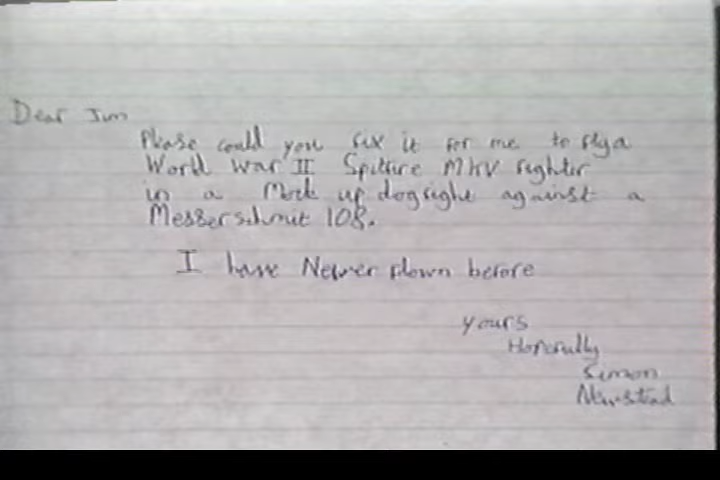 Dear Jim
Please could you fix it for me to fly a
World War II Spitfire MkV fighter
in a Mock up dogfight against a
Messerschmit 108.
I have Never flown before
yours
Hopefully
Simon
Newstead